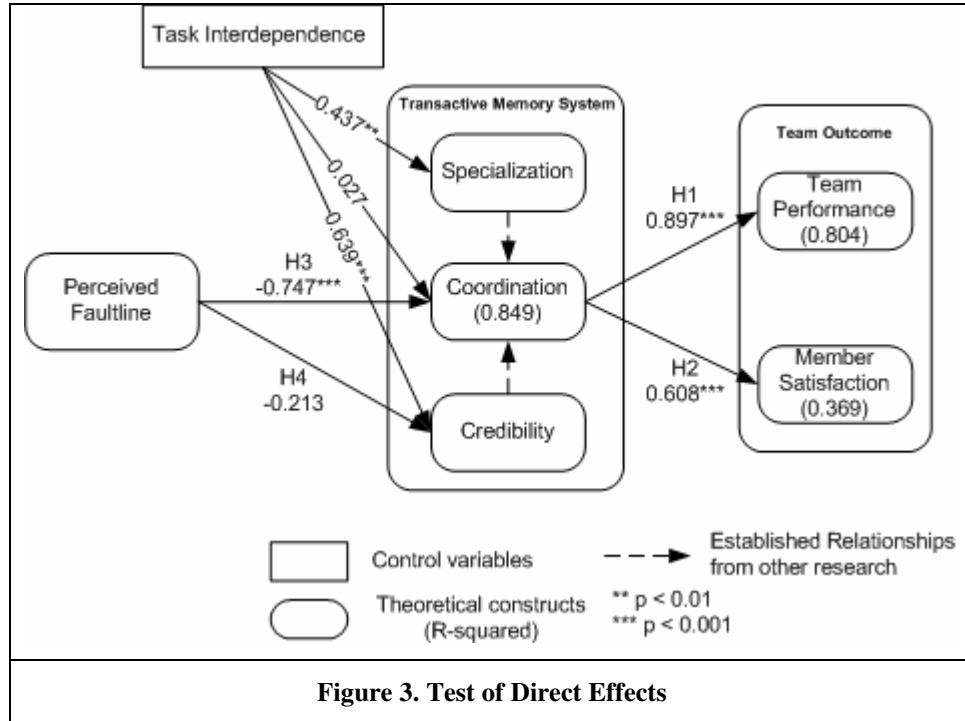 Task Interdependence
0.437**
0.027
0.639***
Transactive Memory System
Specialization
Coordination
(0.849)
Credibility
Perceived
Faultline
H3
-0.747***
H4
-0.213
H1
0.897***
H2
0.608***
Team Outcome
Team
Performance
(0.804)
Member
Satisfaction
(0.369)
Control variables
Established Relationships
from other research
Theoretical constructs
(R-squared)
** p < 0.01
*** p < 0.001
Figure 3. Test of Direct Effects